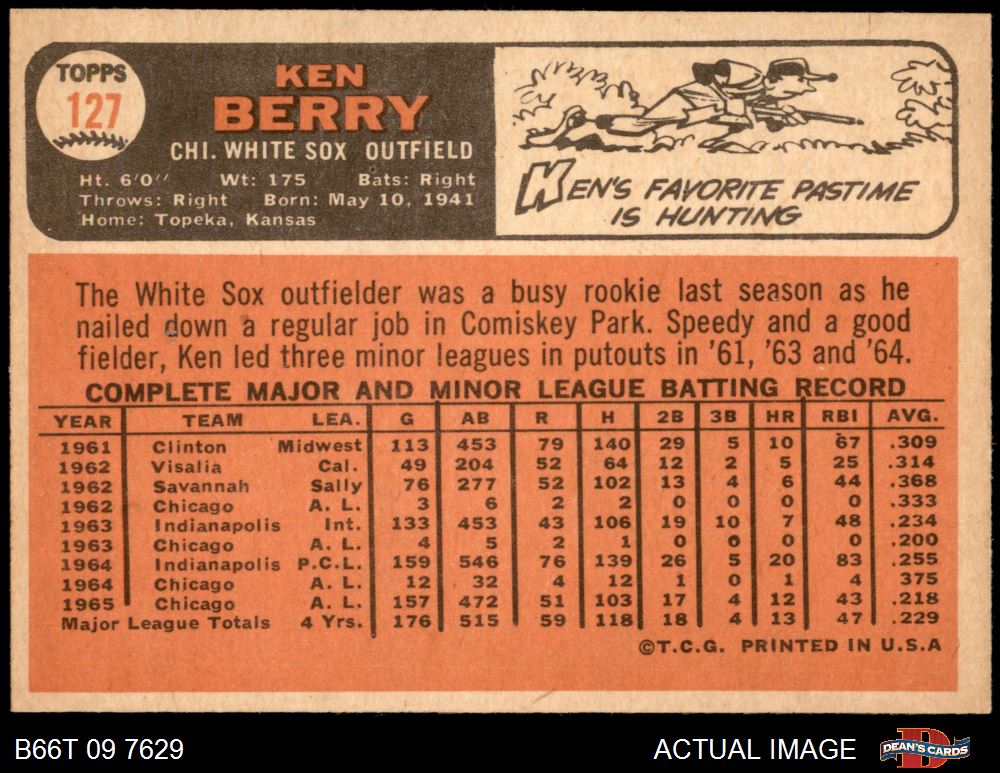 TOPPS
127
KEN
BERRY
CHI. WHITE SOX OUTFIELD
Ht. 6'0" Wt: 175 Bats: Right
Throws: Right Born: May 10, 1941
Home: Topeka, Kansas
KEN'S FAVORITE PASTIME
IS HUNTING
The White Sox outfielder was a busy rookie last season as he
nailed down a regular job in Comiskey Park. Speedy and a good
fielder, Ken led three minor leagues in putouts in '61, '63 and '64.
COMPLETE MAJOR AND MINOR LEAGUE BATTING RECORD
YEAR TEAM LEA. G AB R H 2B 3B HR RBI AVG.
1961 Clinton Midwest 113 453 79 140 29 5 10 67 .309
1962 Visalia Cal. 49 204 52 64 12 2 5 25 .314
1962 Savannah Sally 76 277 52 102 13 4 6 44 .368
1962 Chicago A. L. 3 6 2 2 0 0 0 0 .333
1963 Indianapolis Int. 133 453 43 106 19 10 7 48 .234
1963 Chicago A. L. 4 5 2 1 0 0 0 0 .200
1964 Indianapolis P.C.L. 159 546 76 139 26 5 20 83 .255
1964 Chicago A. L. 12 32 4 12 1 0 1 4 375
1965 Chicago A. L. 157 472 51 103 17 4 12 43 .218
Major League Totals 4 Yrs. 176 515 59 118 18 4 13 47 .229
©T.C.G. PRINTED IN U.S.A
B66T 09 7629 ACTUAL IMAGE
DEAN'S CARDS